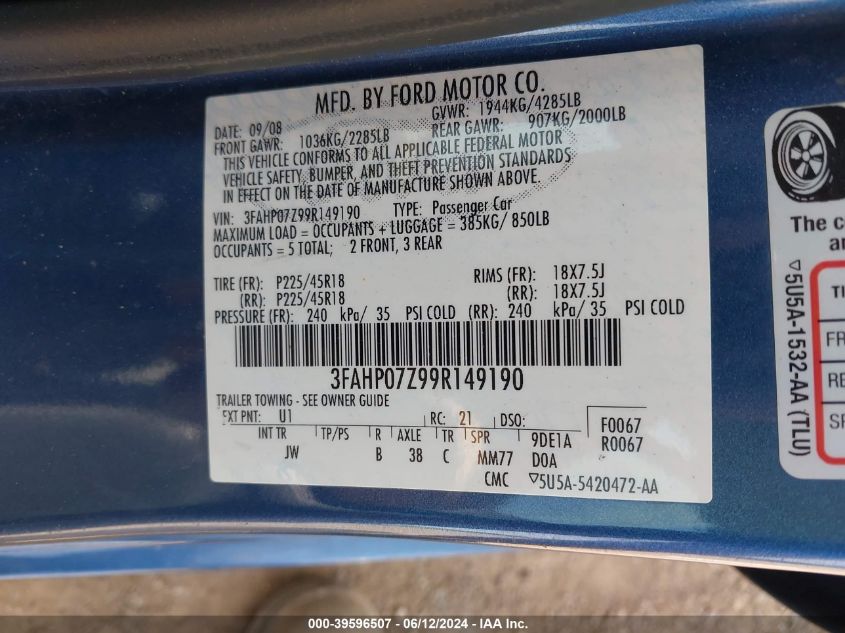 MFD. BY FORD MOTOR CO.
DATE: 09/08 GVWR: 1944KG/4285LB
FRONT GAWR: 1036KG/2285LB REAR GAWR: 907KG/2000LB
THIS VEHICLE CONFORMS TO ALL APPLICABLE FEDERAL MOTOR
VEHICLE SAFETY, BUMPER, AND THEFT PREVENTION STANDARDS
IN EFFECT ON THE DATE OF MANUFACTURE SHOWN ABOVE.
VIN: 3FAHP07Z99R149190 TYPE: Passenger Car
MAXIMUM LOAD = OCCUPANTS + LUGGAGE = 385KG/ 850LB
OCCUPANTS = 5 TOTAL; 2 FRONT, 3 REAR
TIRE (FR): P225/45R18 RIMS (FR): 18X7.5J
(RR): P225/45R18 (RR): 18X7.5J
PRESSURE (FR): 240 kPa/ 35 PSI COLD (RR): 240 kPa/ 35 PSI COLD
3FAHP07Z99R149190
TRAILER TOWING - SEE OWNER GUIDE
EXT PNT: U1 RC: 21 DSO: F0067
INT TR TP/PS R AXLE TR SPR 9DE1A R0067
JW B 38 C MM77 DOA
CMC ▽5U5A-5420472-AA
The c
an
▽5U5A-1532-AA (TLU)
TI
FR
RE
SP
000-39596507 - 06/12/2024 - IAA Inc.